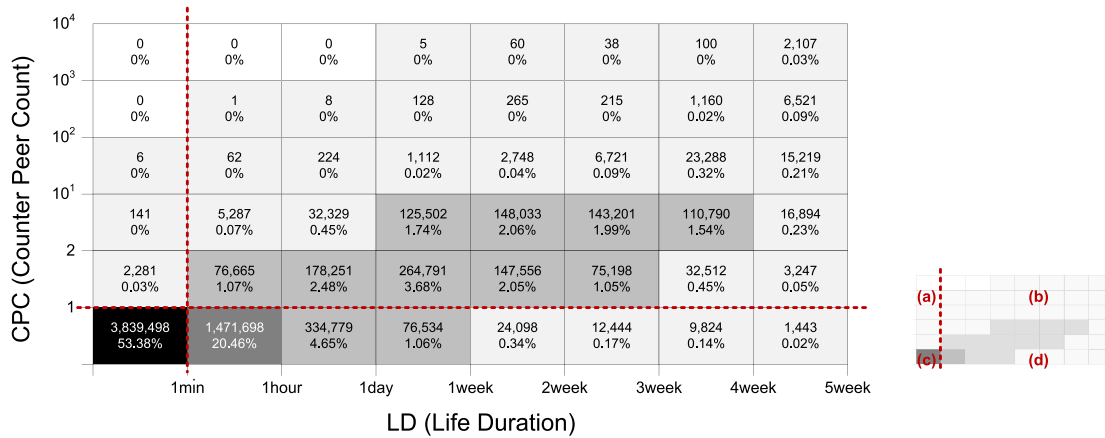 10^4
0 0 0 5 60 38 100 2,107
0% 0% 0% 0% 0% 0% 0% 0.03%
10^3
0 1 8 128 265 215 1,160 6,521
0% 0% 0% 0% 0% 0% 0.02% 0.09%
10^2
6 62 224 1,112 2,748 6,721 23,288 15,219
0% 0% 0% 0.02% 0.04% 0.09% 0.32% 0.21%
10^1
141 5,287 32,329 125,502 148,033 143,201 110,790 16,894
0% 0.07% 0.45% 1.74% 2.06% 1.99% 1.54% 0.23%
2
2,281 76,665 178,251 264,791 147,556 75,198 32,512 3,247
0.03% 1.07% 2.48% 3.68% 2.05% 1.05% 0.45% 0.05%
1
3,839,498 1,471,698 334,779 76,534 24,098 12,444 9,824 1,443
53.38% 20.46% 4.65% 1.06% 0.34% 0.17% 0.14% 0.02%
1min 1hour 1day 1week 2week 3week 4week 5week
CPC (Counter Peer Count)
LD (Life Duration)
(a) (b)
(c) (d)